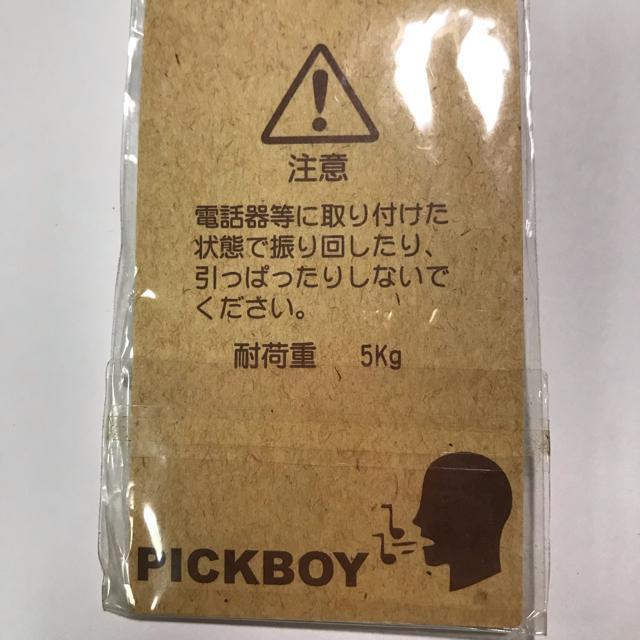 注意
電話器等に取り付けた
状態で振り回したり、
引っぱったりしないで
ください。
耐荷重 5Kg
PICKBOY